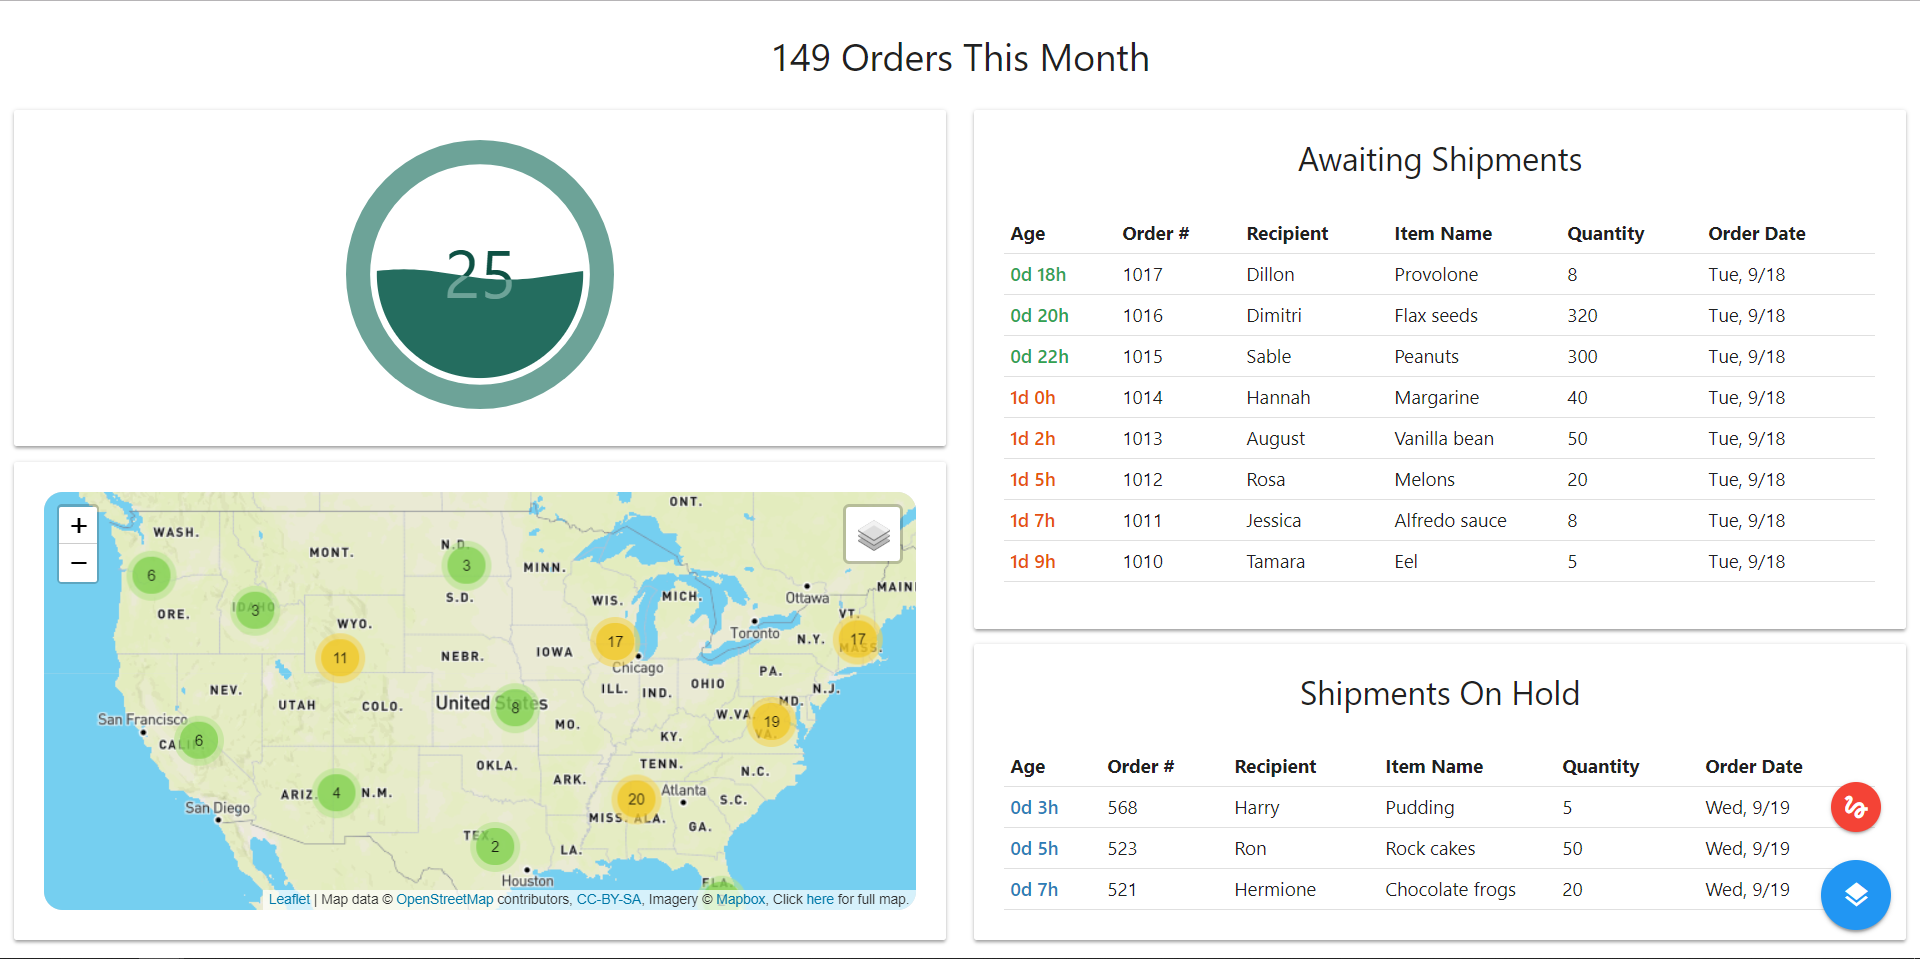 149 Orders This Month
25
Awaiting Shipments
Age Order # Recipient Item Name Quantity Order Date
0d 18h 1017 Dillon Provolone 8 Tue, 9/18
0d 20h 1016 Dimitri Flax seeds 320 Tue, 9/18
0d 22h 1015 Sable Peanuts 300 Tue, 9/18
1d 0h 1014 Hannah Margarine 40 Tue, 9/18
1d 2h 1013 August Vanilla bean 50 Tue, 9/18
1d 5h 1012 Rosa Melons 20 Tue, 9/18
1d 7h 1011 Jessica Alfredo sauce 8 Tue, 9/18
1d 9h 1010 Tamara Eel 5 Tue, 9/18
+
−
ONT.
WASH.
N.D.
MONT.
3
MINN.
6
MAIN
Ottawa
MICH.
S.D.
WIS.
IDAHO
3
ORE.
VT.
WYO.
Toronto
N.Y.
17
17
MASS.
11
NEBR.
IOWA
Chicago
PA.
OHIO
NEV.
ILL.
IND.
N.J.
UTAH
COLO.
United States
8
MD.
San Francisco
MO.
W.VA.
19
VA.
KY.
CALIF.
6
OKLA.
TENN.
N.C.
ARK.
ARIZ.
4
N.M.
Atlanta
20
S.C.
San Diego
MISS.
ALA.
GA.
TEX.
2
LA.
Houston
FLA.
Leaflet | Map data © OpenStreetMap contributors, CC-BY-SA, Imagery © Mapbox, Click here for full map.
Shipments On Hold
Age Order # Recipient Item Name Quantity Order Date
0d 3h 568 Harry Pudding 5 Wed, 9/19
0d 5h 523 Ron Rock cakes 50 Wed, 9/19
0d 7h 521 Hermione Chocolate frogs 20 Wed, 9/19